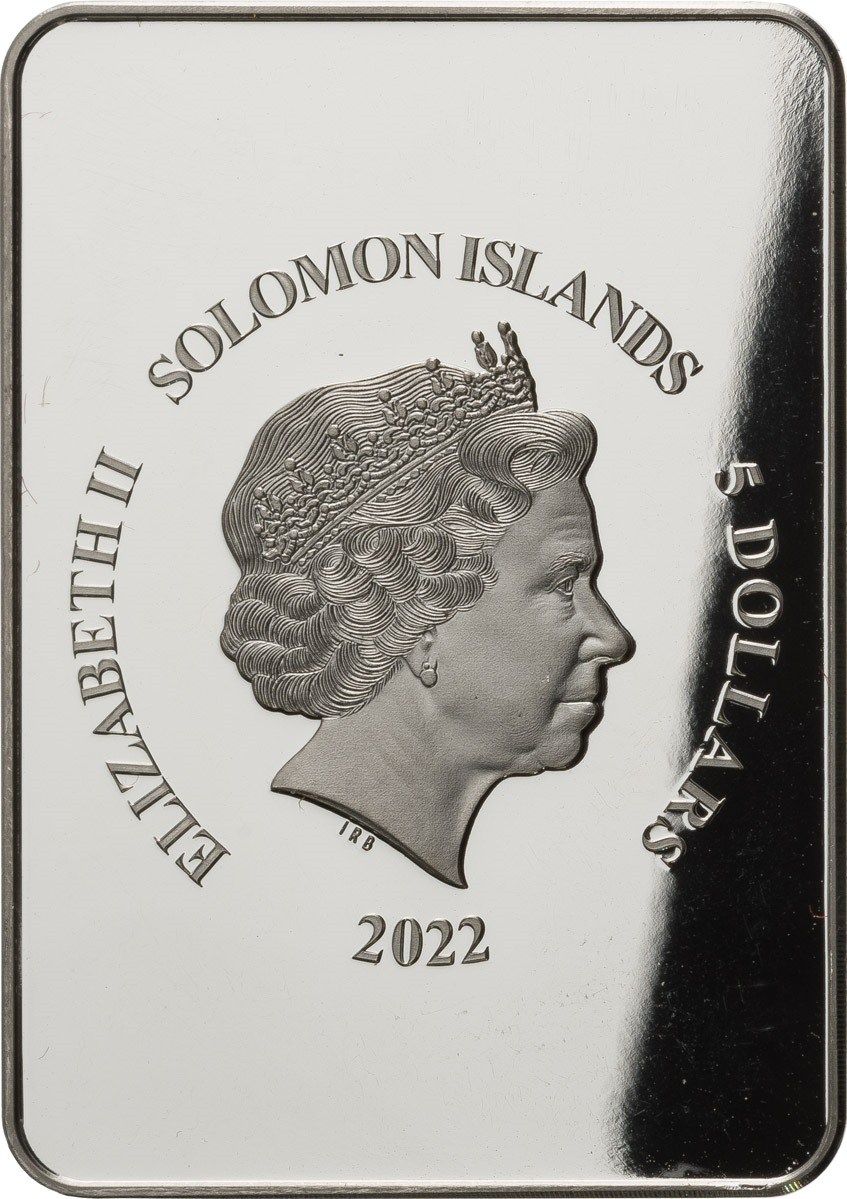 ELIZABETH II
SOLOMON ISLANDS
5 DOLLARS
IRB
2022